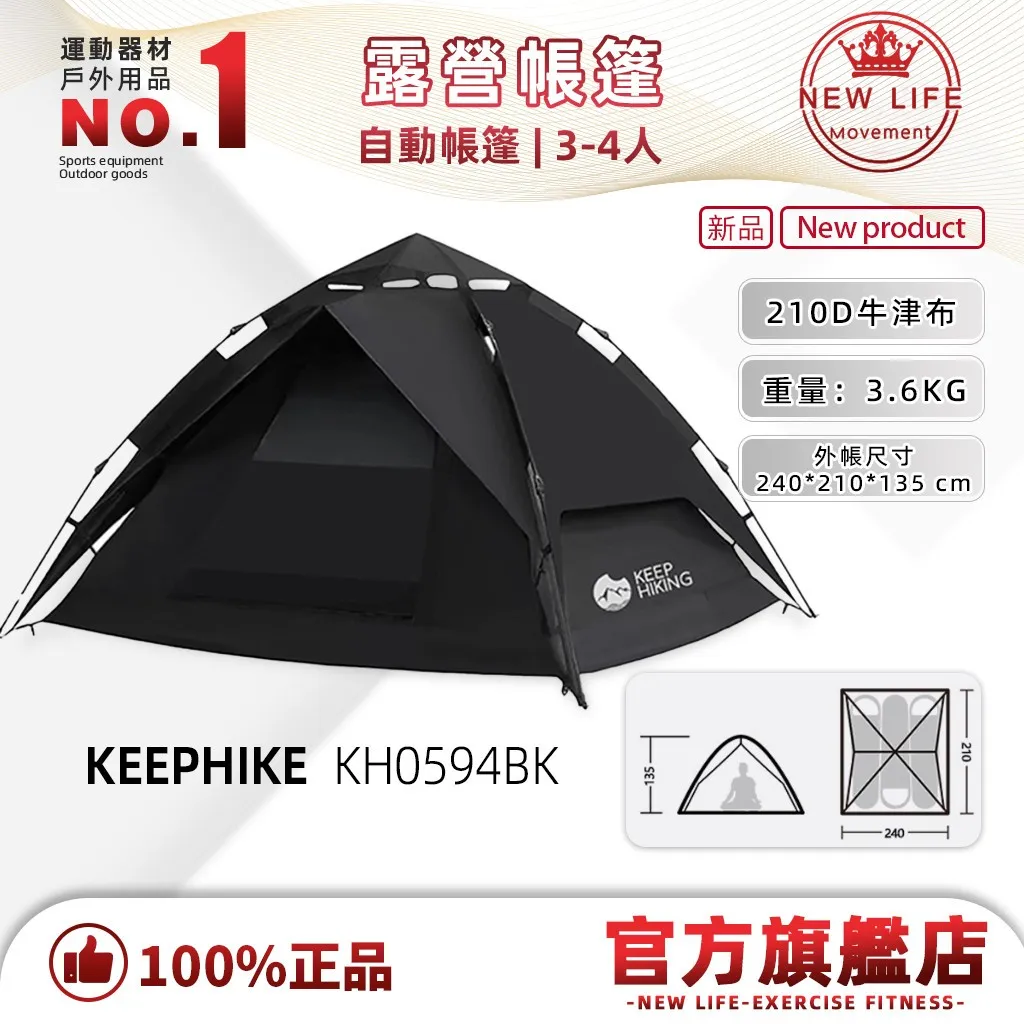 運動器材
戶外用品
NO.1
Sports equipment
Outdoor goods
露營帳篷
自動帳篷 | 3-4人
NEW LIFE
Movement
新品
New product
210D牛津布
重量：3.6KG
外帳尺寸
240*210*135 cm
KEEP
HIKING
KEEPHIKE KH0594BK
135
210
240
100%正品
官方旗艦店
-NEW LIFE-EXERCISE FITNESS-